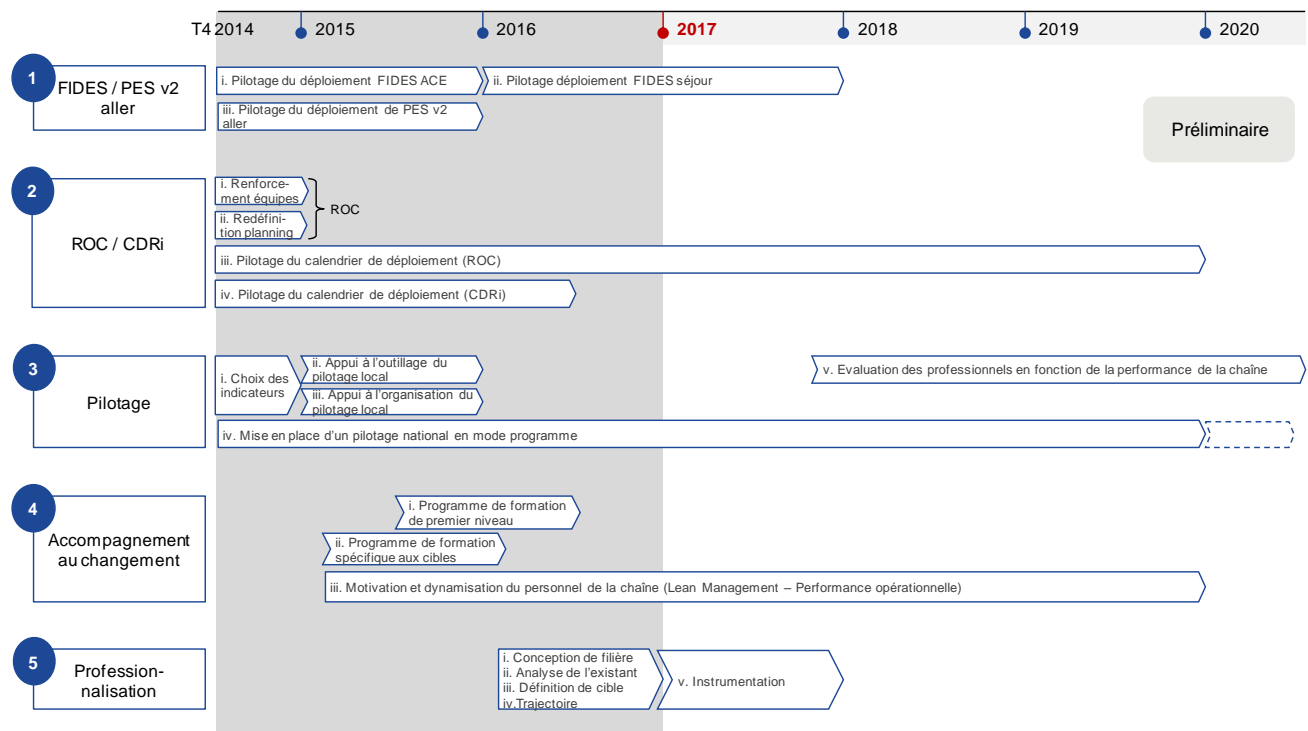 T4 2014
2015
2016
2017
2018
2019
2020
1
FIDES / PES v2
aller
i. Pilotage du déploiement FIDES ACE
ii. Pilotage déploiement FIDES séjour
iii. Pilotage du déploiement de PES v2
aller
Préliminaire
2
ROC / CDRi
i. Renforce-
ment équipes
ii. Redéfini-
tion planning
ROC
iii. Pilotage du calendrier de déploiement (ROC)
iv. Pilotage du calendrier de déploiement (CDRi)
3
Pilotage
i. Choix des
indicateurs
ii. Appui à l'outillage du
pilotage local
iii. Appui à l'organisation du
pilotage local
v. Evaluation des professionnels en fonction de la performance de la chaîne
iv. Mise en place d'un pilotage national en mode programme
4
Accompagnement
au changement
i. Programme de formation
de premier niveau
ii. Programme de formation
spécifique aux cibles
iii. Motivation et dynamisation du personnel de la chaîne (Lean Management – Performance opérationnelle)
5
Profession-
nalisation
i. Conception de filière
ii. Analyse de l'existant
iii. Définition de cible
iv.Trajectoire
v. Instrumentation